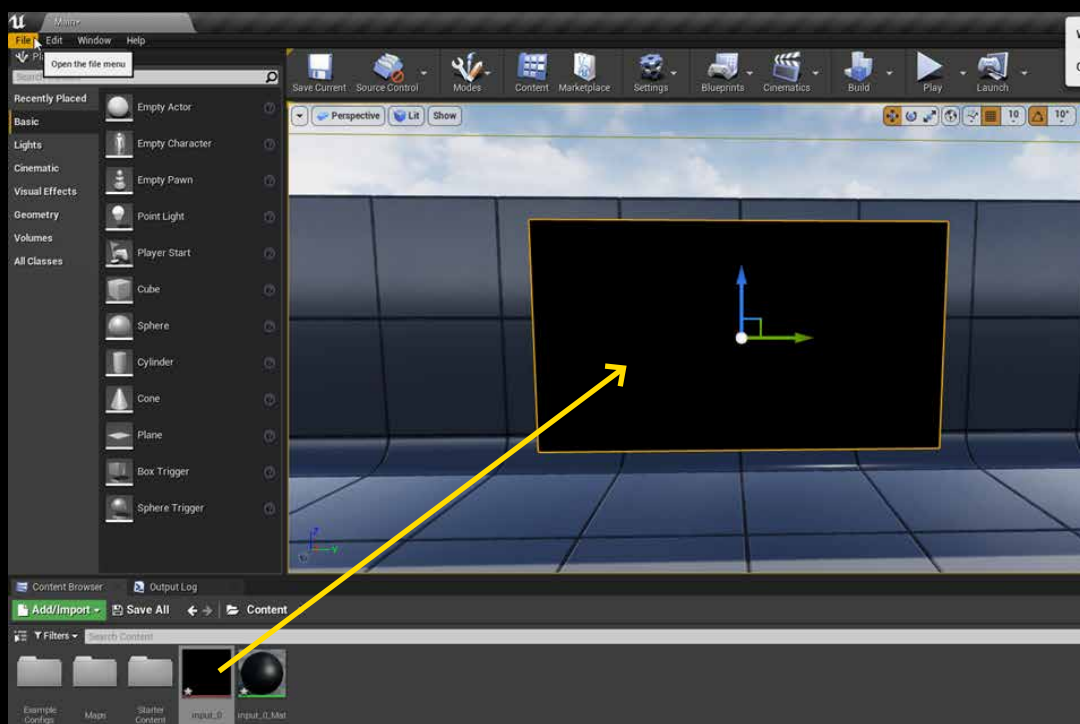 Main*
File Edit Window Help
Open the file menu
Save Current Source Control Modes Content Marketplace Settings Blueprints Cinematics Build Play Launch
Recently Placed
Basic
Lights
Cinematic
Visual Effects
Geometry
Volumes
All Classes
Empty Actor
Empty Character
Empty Pawn
Point Light
Player Start
Cube
Sphere
Cylinder
Cone
Plane
Box Trigger
Sphere Trigger
Perspective Lit Show
10 10°
Content Browser Output Log
Add/Import Save All Content
Filters Search Content
Example
Configs
Maps
Starter
Content
input_0
input_0_Mat